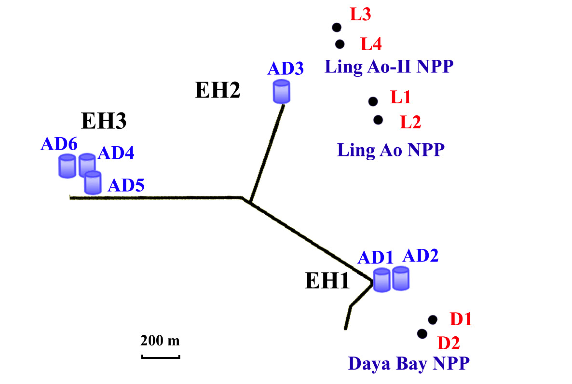 L3
L4
Ling Ao-II NPP
AD3
EH2
L1
L2
Ling Ao NPP
EH3
AD6
AD4
AD5
AD1
AD2
EH1
D1
D2
Daya Bay NPP
200 m